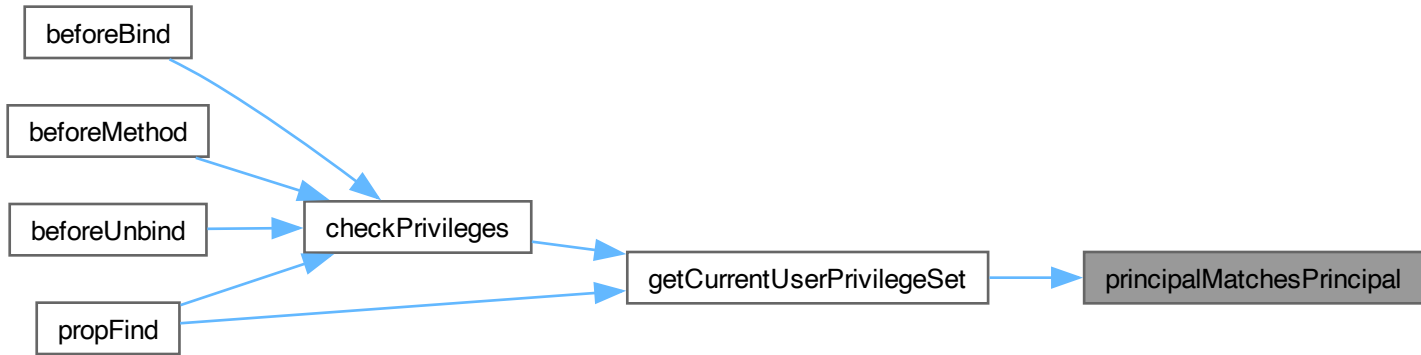 beforeBind
beforeMethod
beforeUnbind
propFind
checkPrivileges
getCurrentUserPrivilegeSet
principalMatchesPrincipal